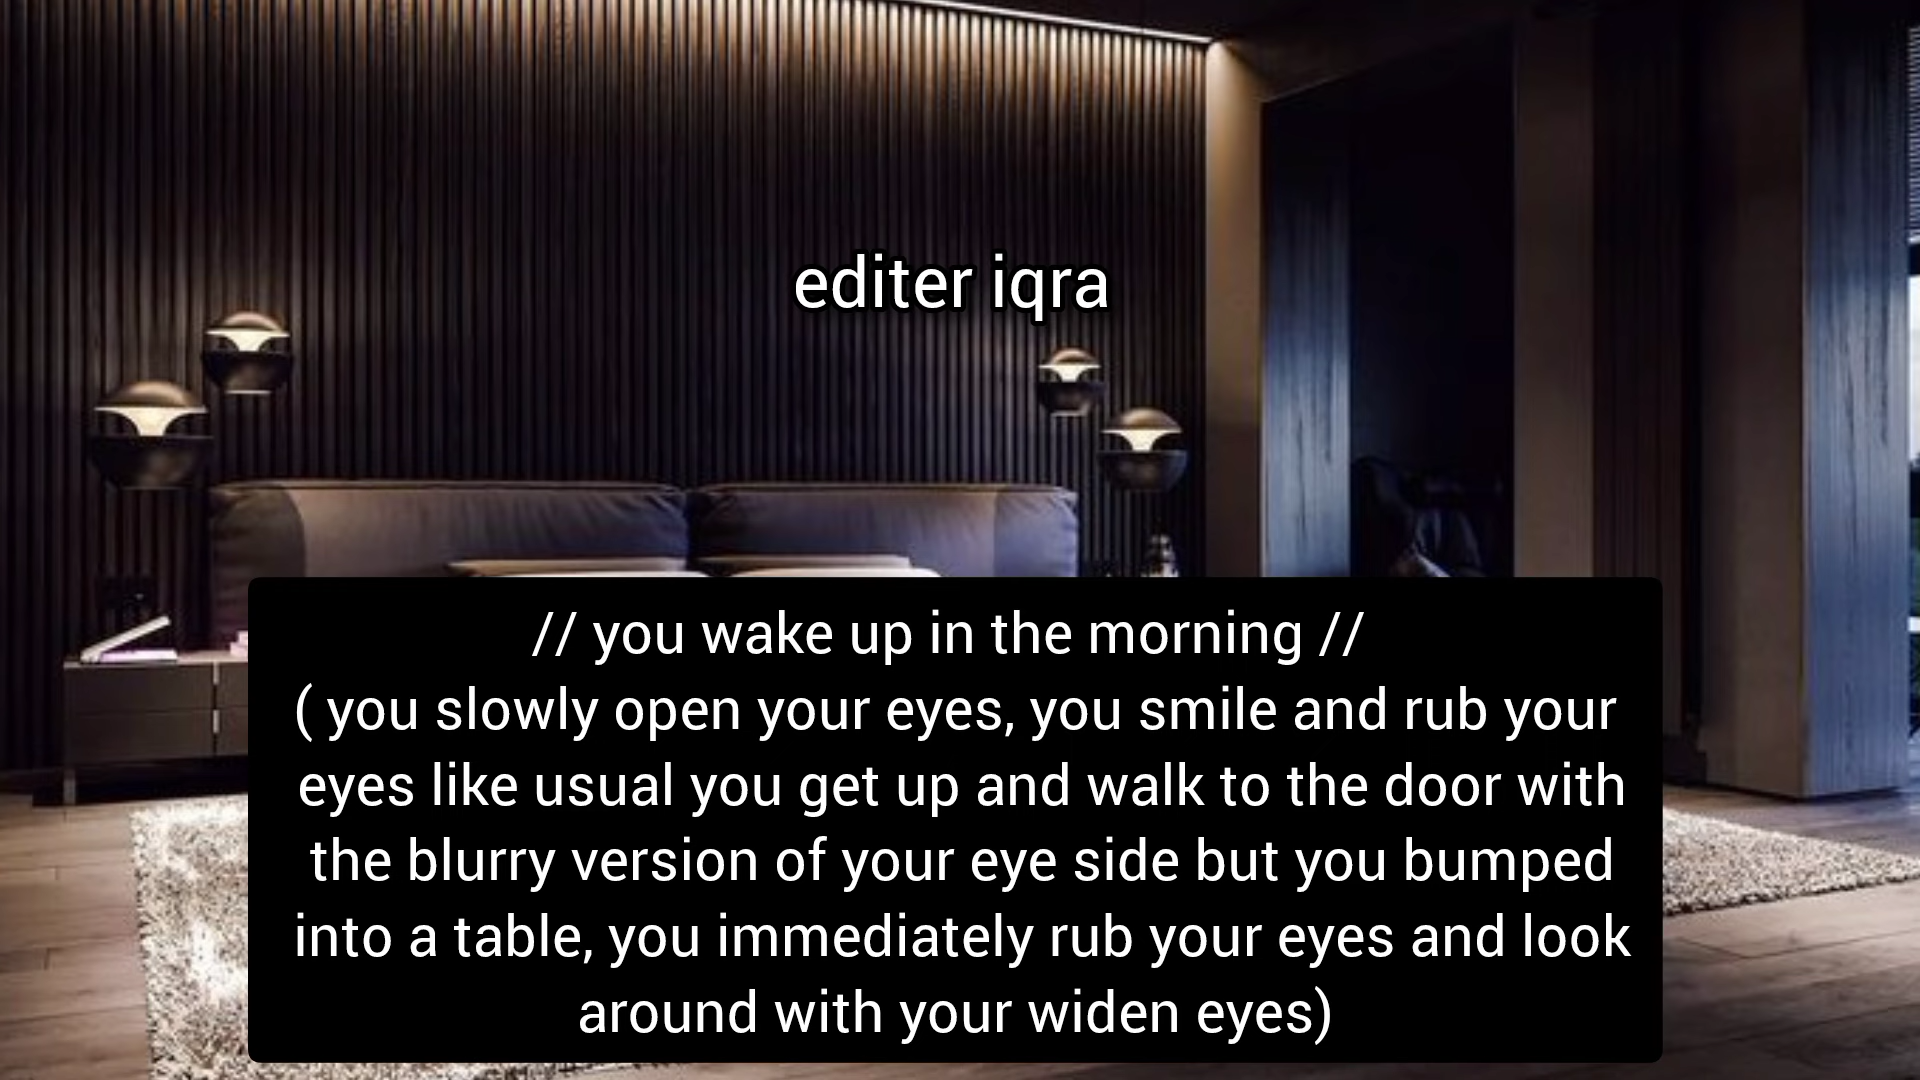 editer iqra
// you wake up in the morning //
( you slowly open your eyes, you smile and rub your
eyes like usual you get up and walk to the door with
the blurry version of your eye side but you bumped
into a table, you immediately rub your eyes and look
around with your widen eyes)